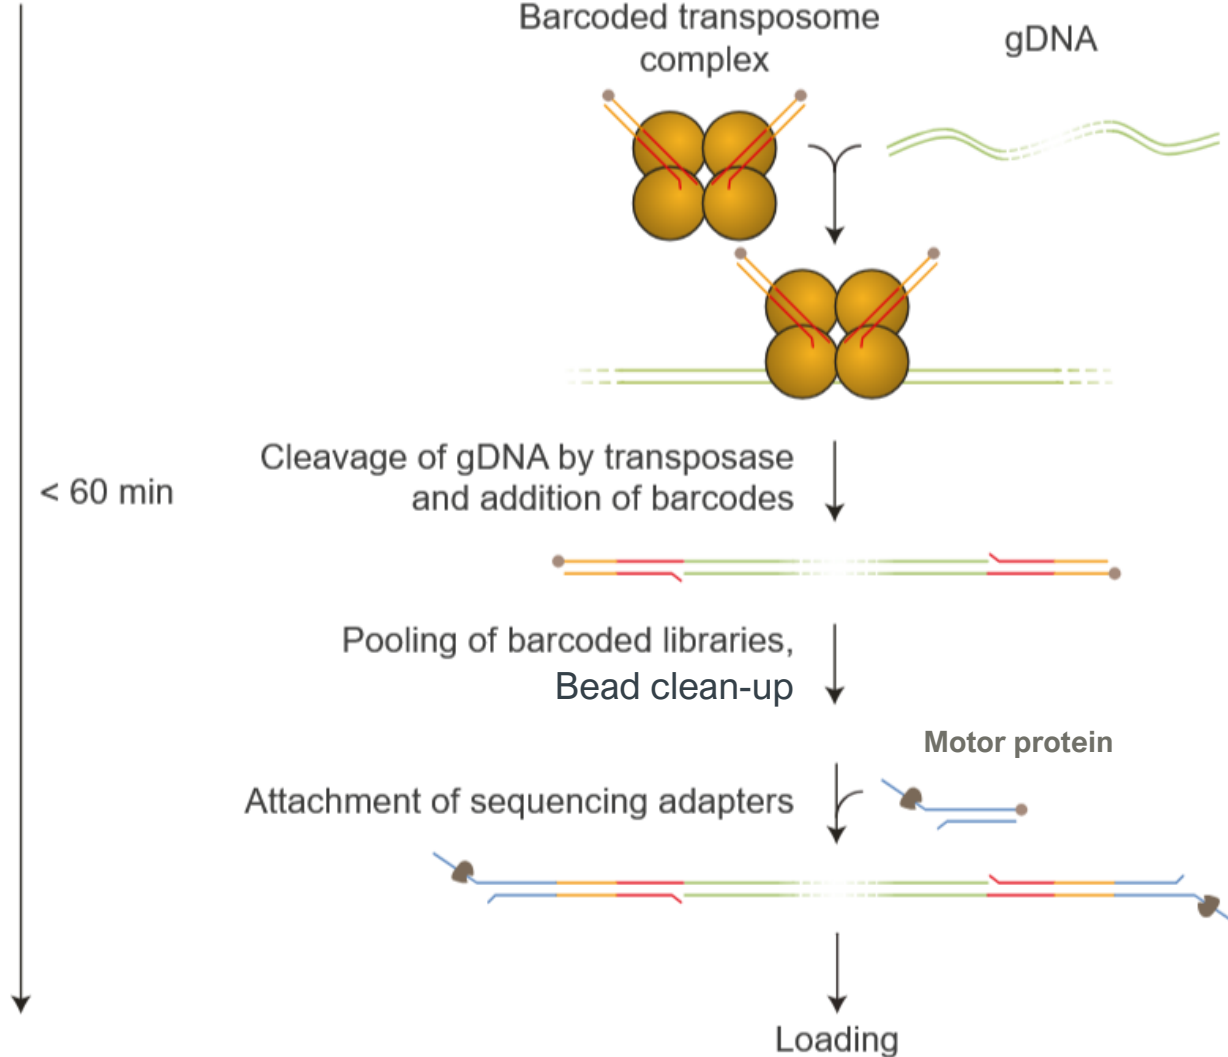 Barcoded transposome
complex
gDNA
Cleavage of gDNA by transposase
and addition of barcodes
< 60 min
Pooling of barcoded libraries,
Bead clean-up
Motor protein
Attachment of sequencing adapters
Loading